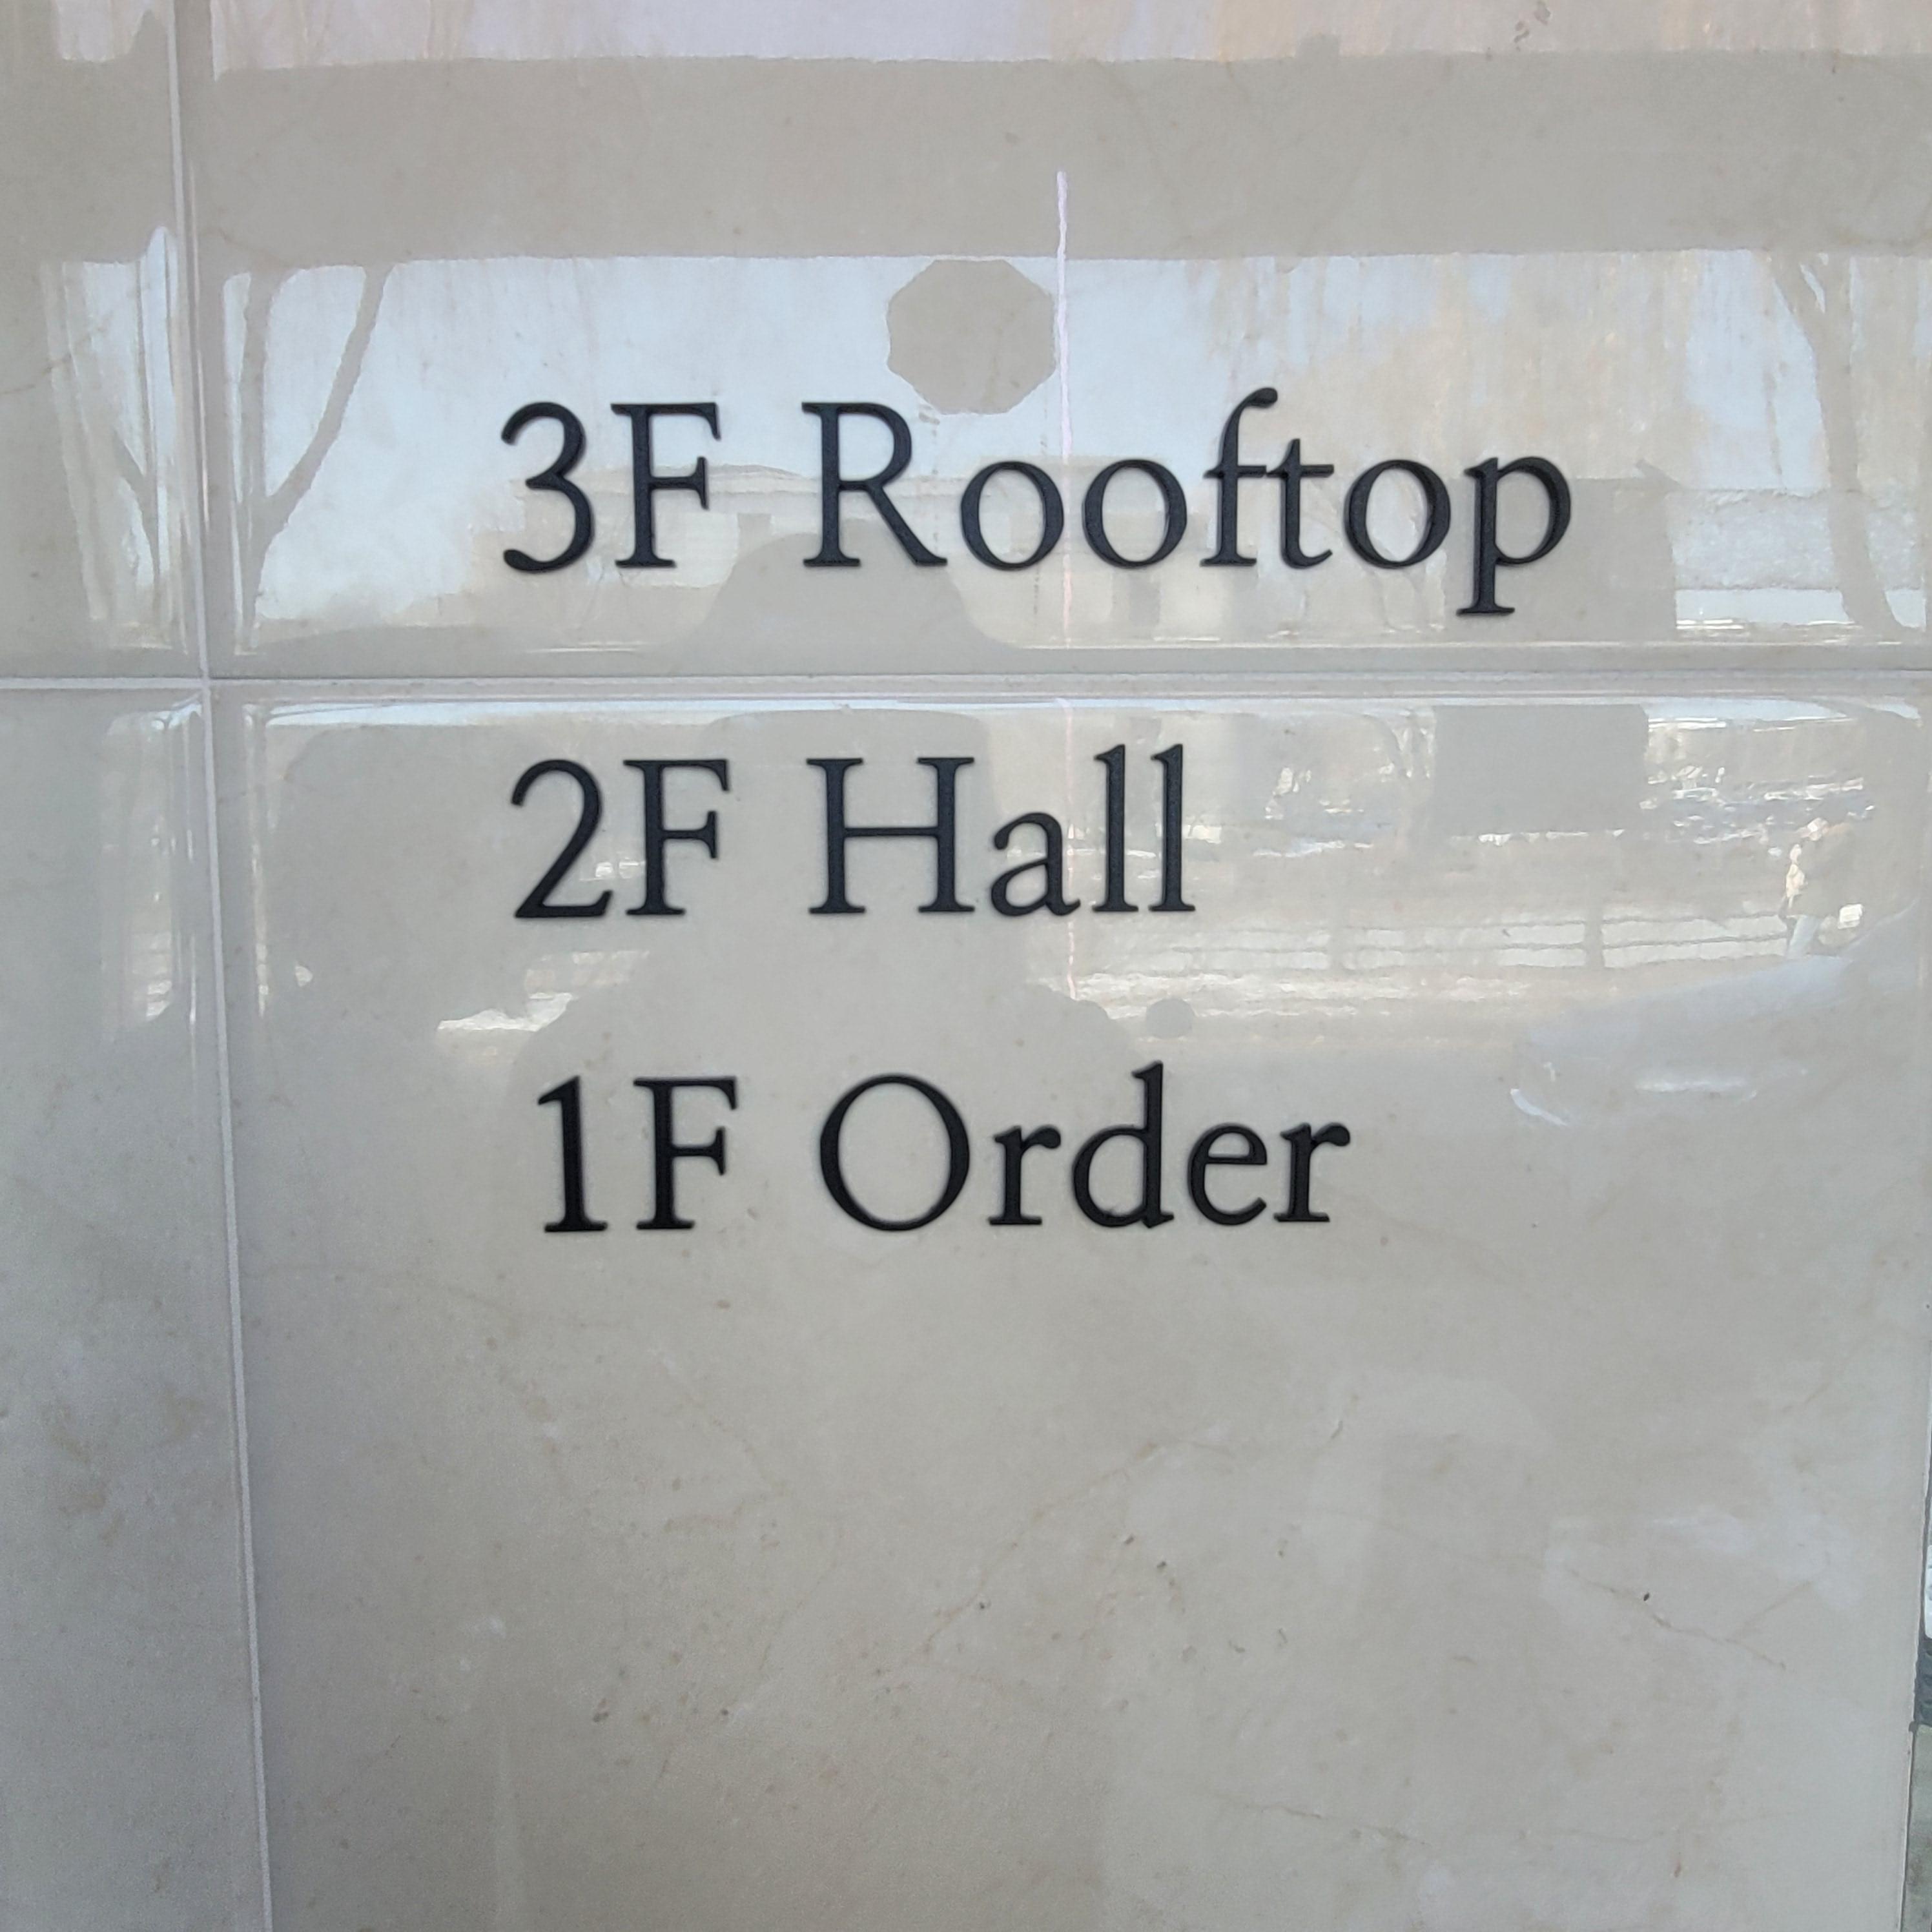 3F Rooftop
2F Hall
1F Order